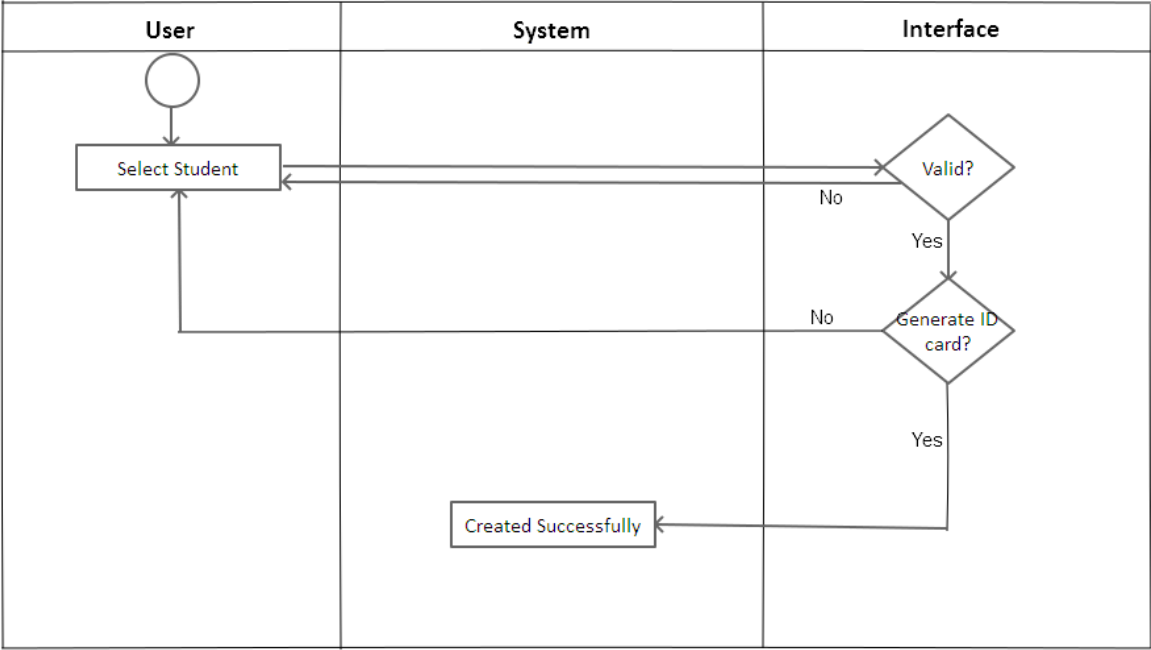 User
System
Interface
Select Student
Valid?
No
Yes
No
Generate ID
card?
Yes
Created Successfully